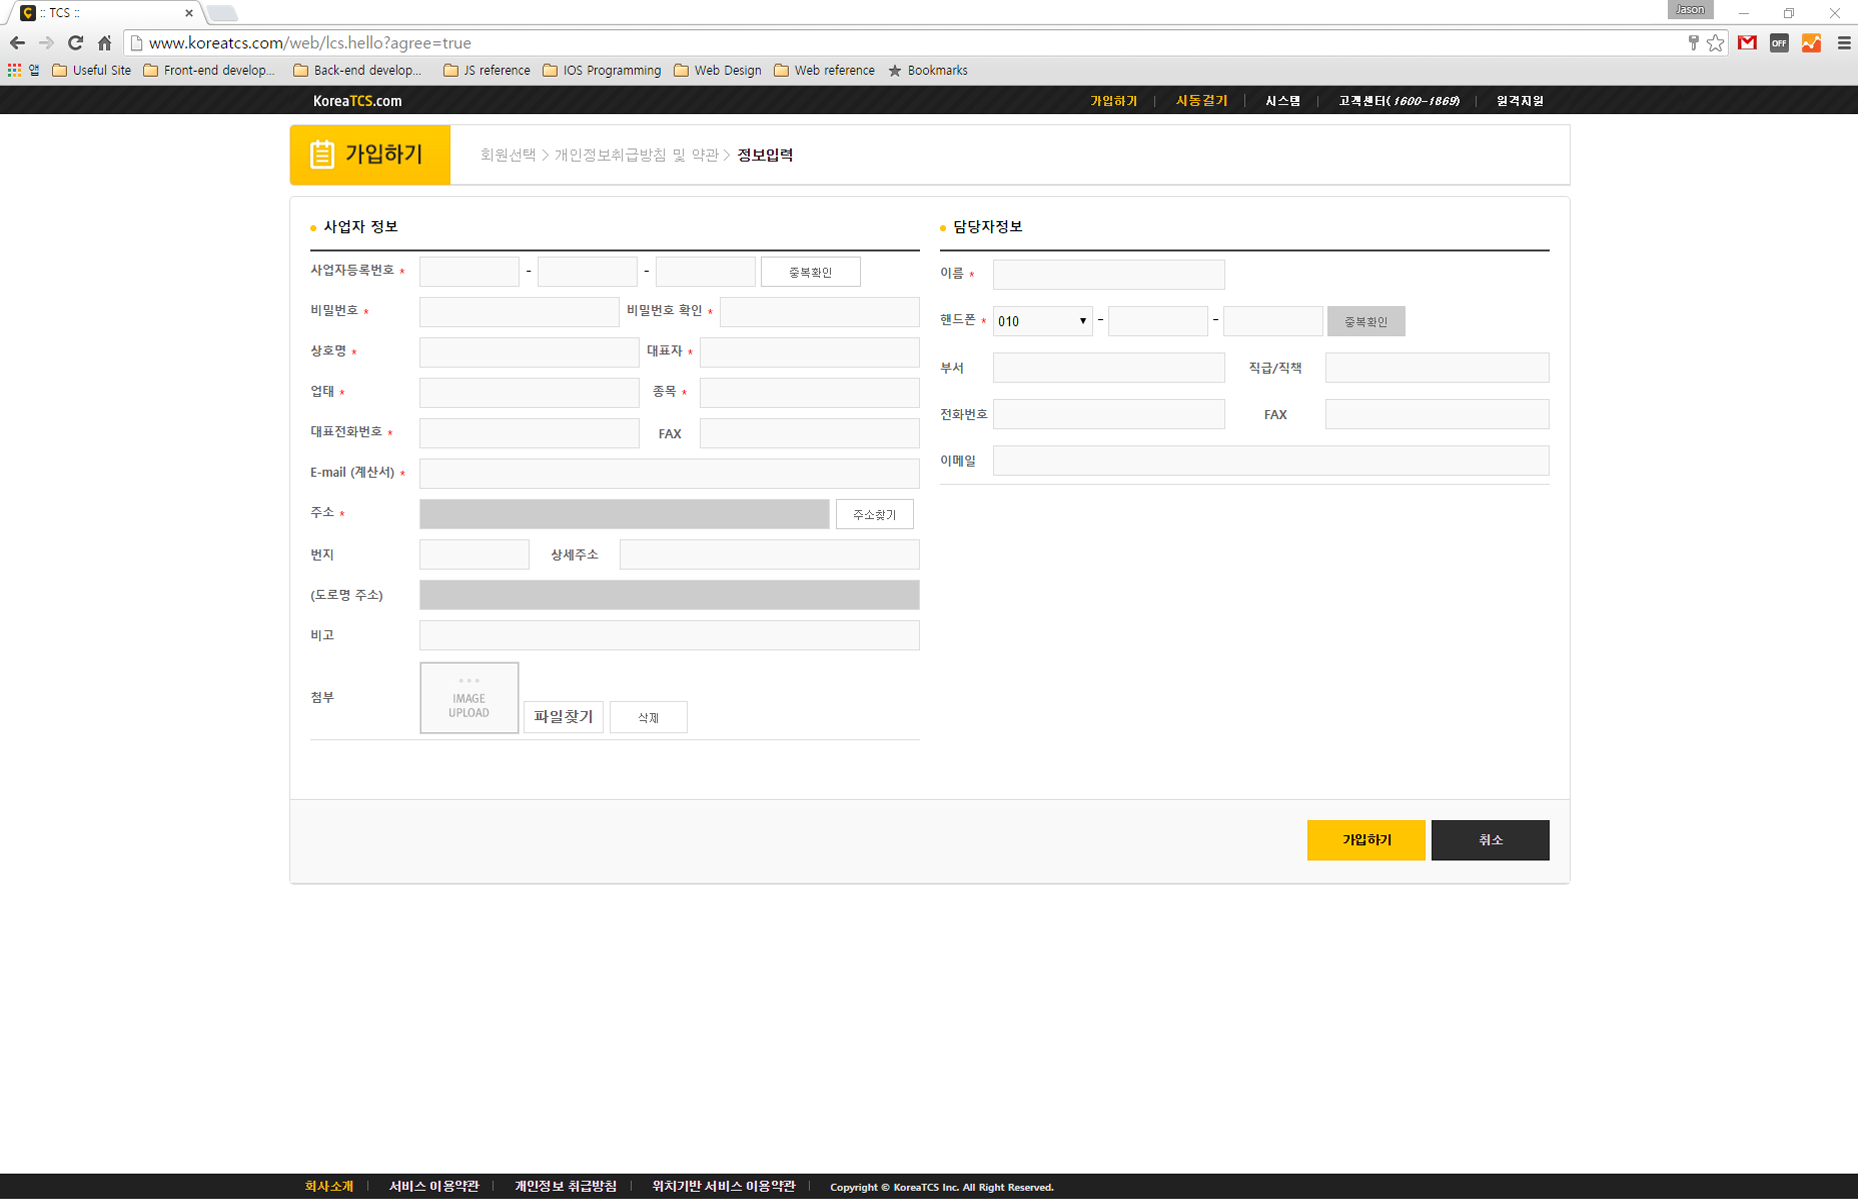 :: TCS ::
Jason
www.koreatcs.com/web/lcs.hello?agree=true
OFF
앱 Useful Site Front-end develop... Back-end develop... JS reference IOS Programming Web Design Web reference Bookmarks
KoreaTCS.com 가입하기 시동걸기 시스템 고객센터(1600-1869) 원격지원
가입하기 회원선택 > 개인정보취급방침 및 약관 > 정보입력
사업자 정보
사업자등록번호 * - - 중복확인
비밀번호 * 비밀번호 확인 *
상호명 * 대표자 *
업태 * 종목 *
대표전화번호 * FAX
E-mail (계산서) *
주소 * 주소찾기
번지 상세주소
(도로명 주소)
비고
첨부 IMAGE UPLOAD 파일찾기 삭제
담당자정보
이름 *
핸드폰 * 010 - - 중복확인
부서 직급/직책
전화번호 FAX
이메일
가입하기 취소
회사소개 서비스 이용약관 개인정보 취급방침 위치기반 서비스 이용약관 Copyright © KoreaTCS Inc. All Right Reserved.